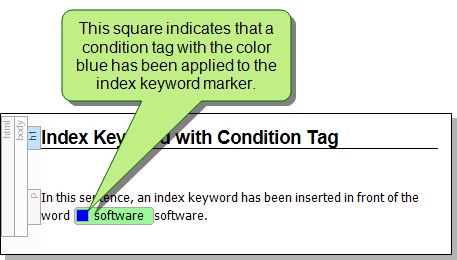 This square indicates that a
condition tag with the color
blue has been applied to the
index keyword marker.
html
body
h1
Index Keyword with Condition Tag
p
In this sentence, an index keyword has been inserted in front of the
word software software.